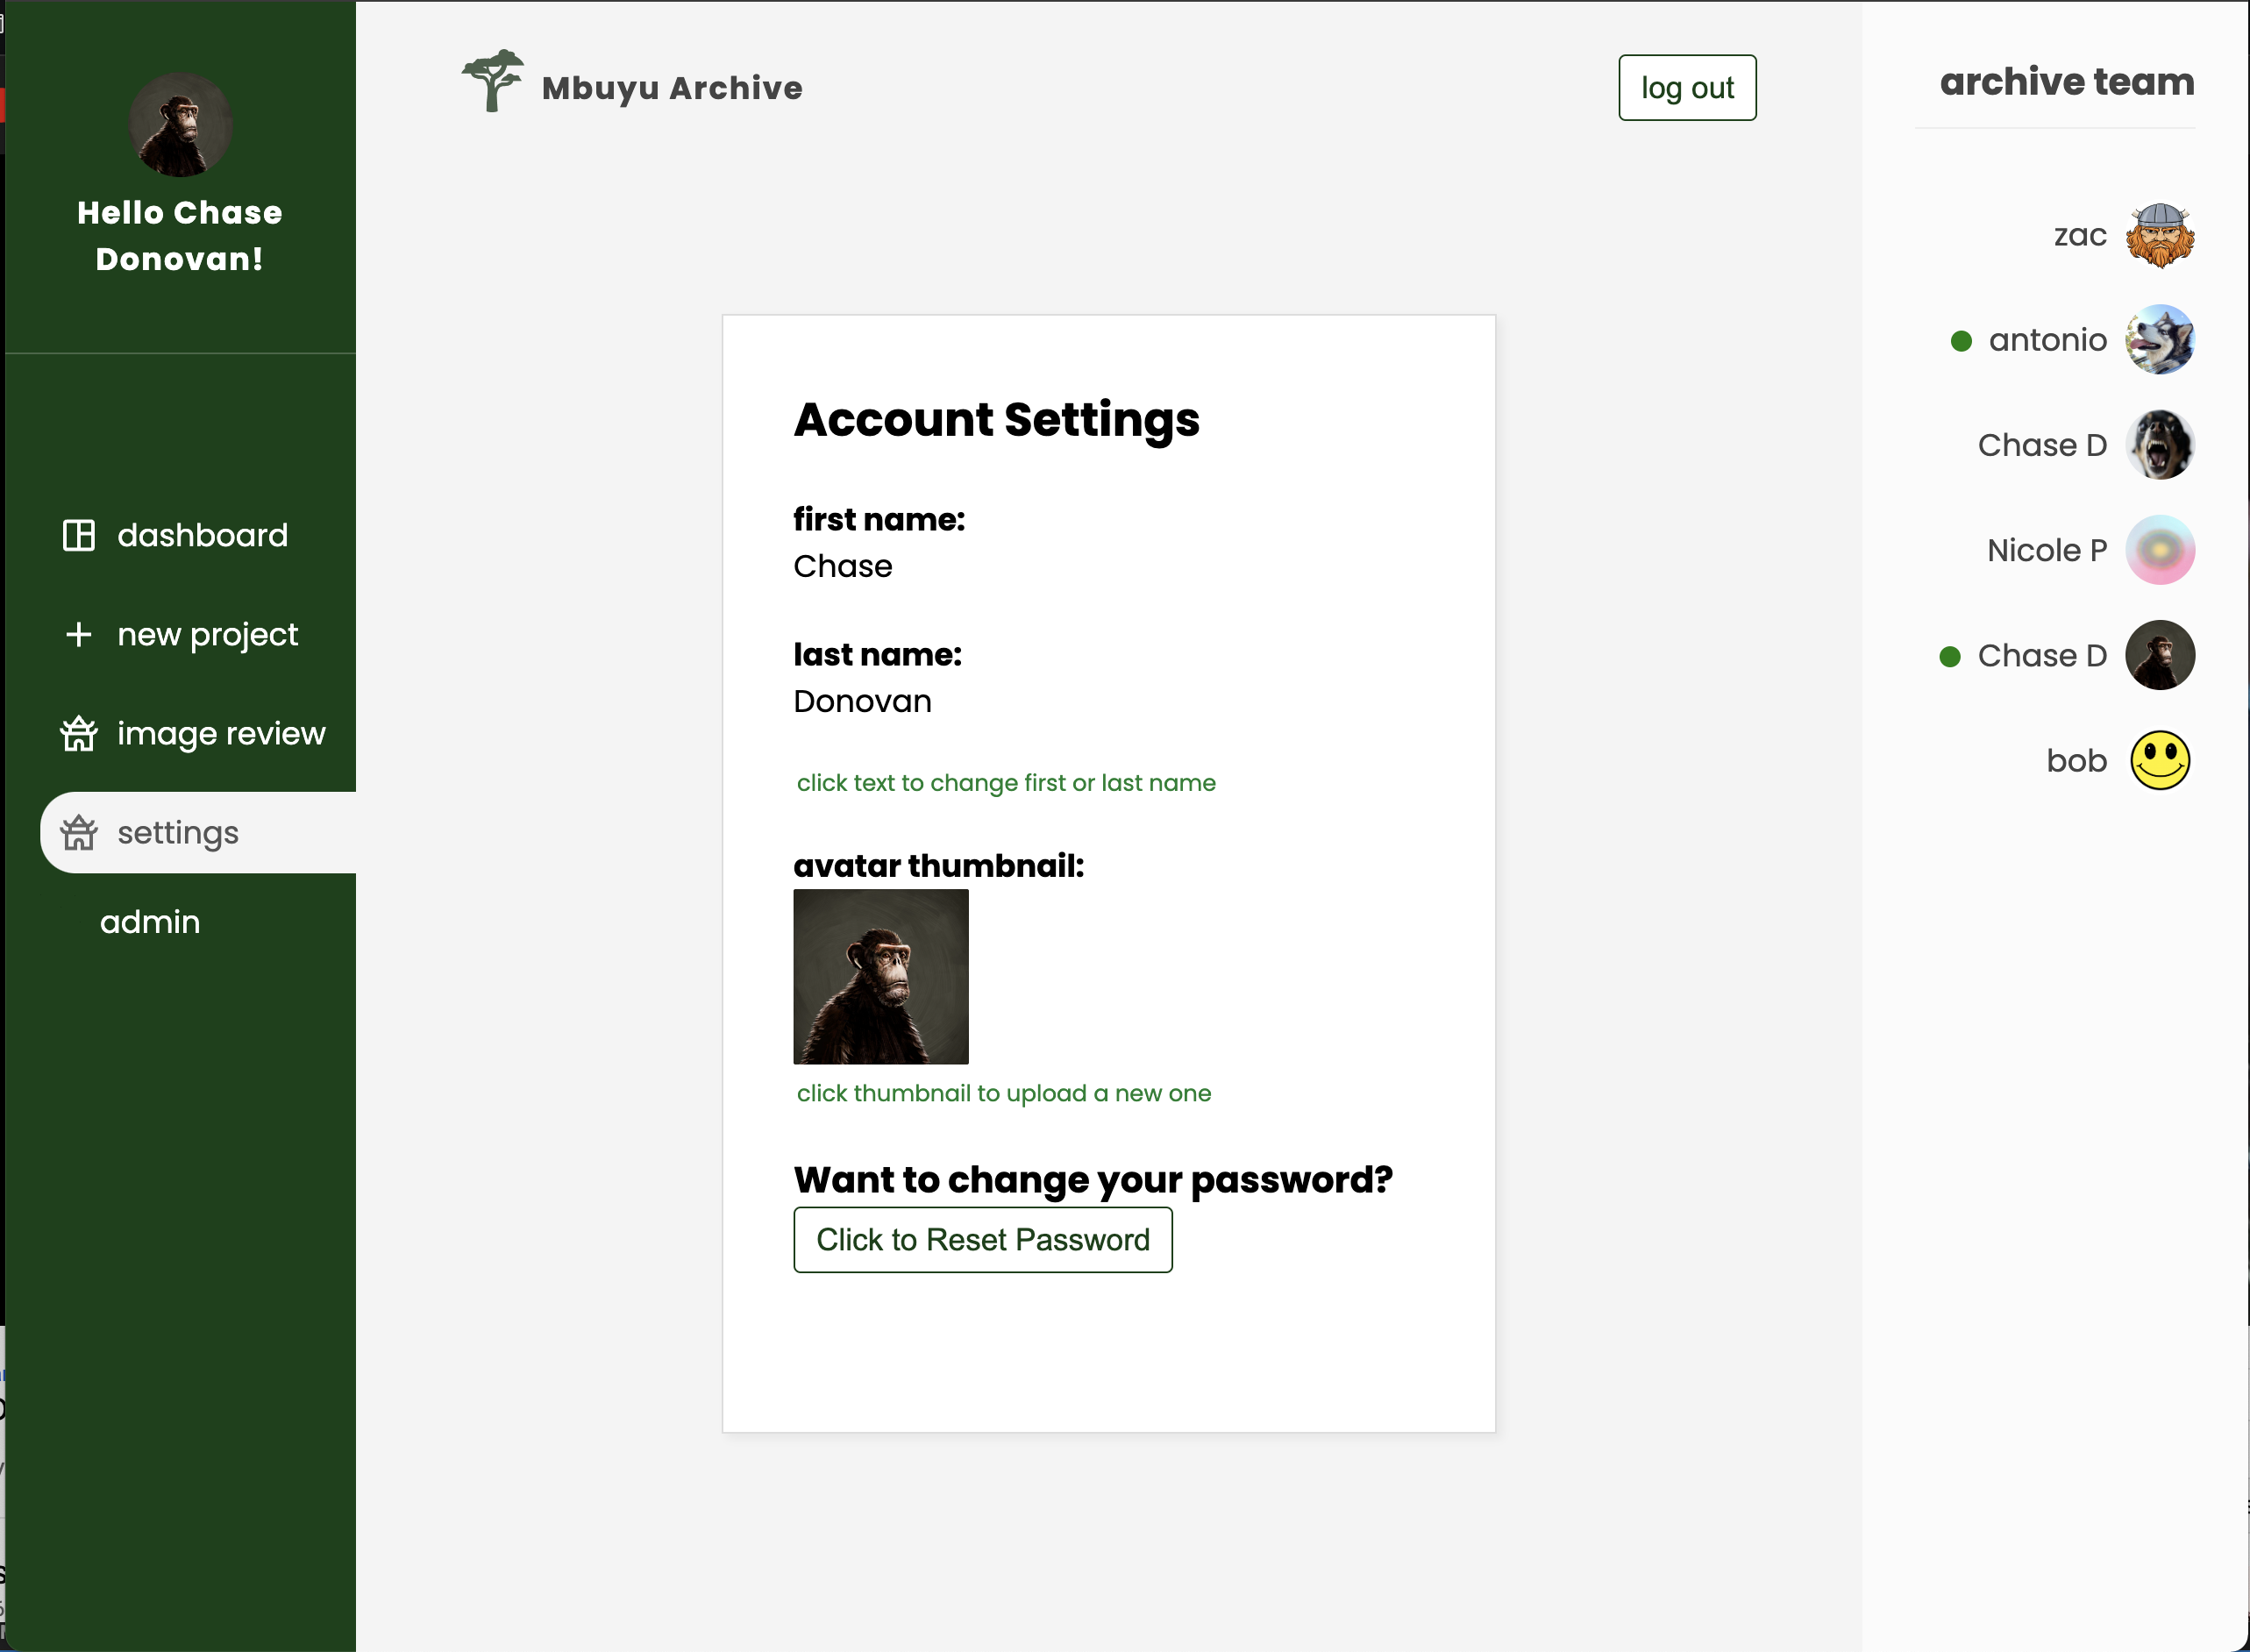 Hello Chase
Donovan!
dashboard
new project
image review
settings
admin
Mbuyu Archive
log out
Account Settings
first name:
Chase
last name:
Donovan
click text to change first or last name
avatar thumbnail:
click thumbnail to upload a new one
Want to change your password?
Click to Reset Password
archive team
zac
antonio
Chase D
Nicole P
Chase D
bob